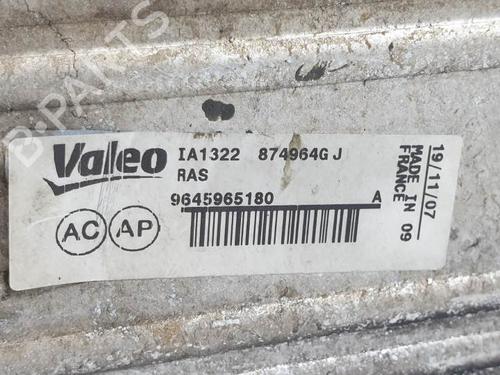 B-PARTS
Valeo
IA1322 874964G J
RAS
9645965180 A
AC AP
19/11/07
MADE IN 09
FRANCE